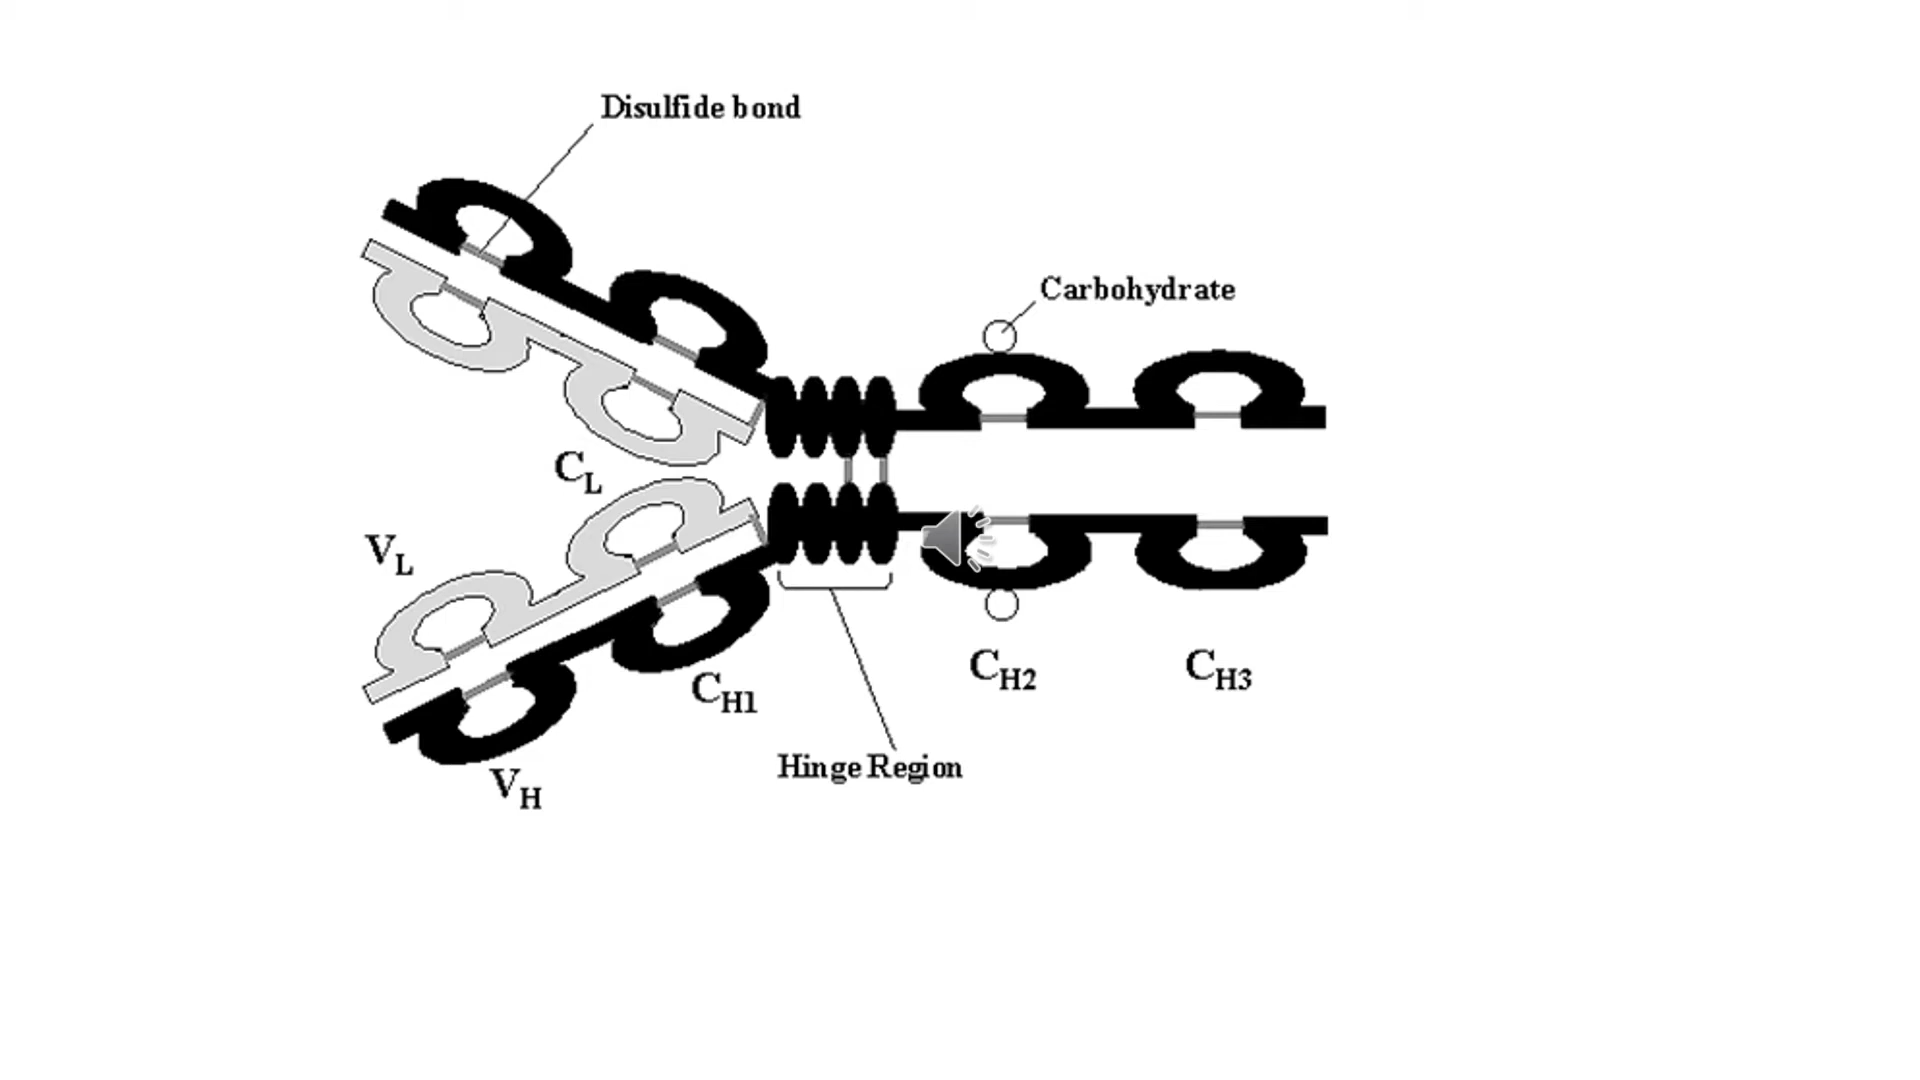 Disulfide bond
Carbohydrate
CL
VL
CH2
CH3
CH1
Hinge Region
VH